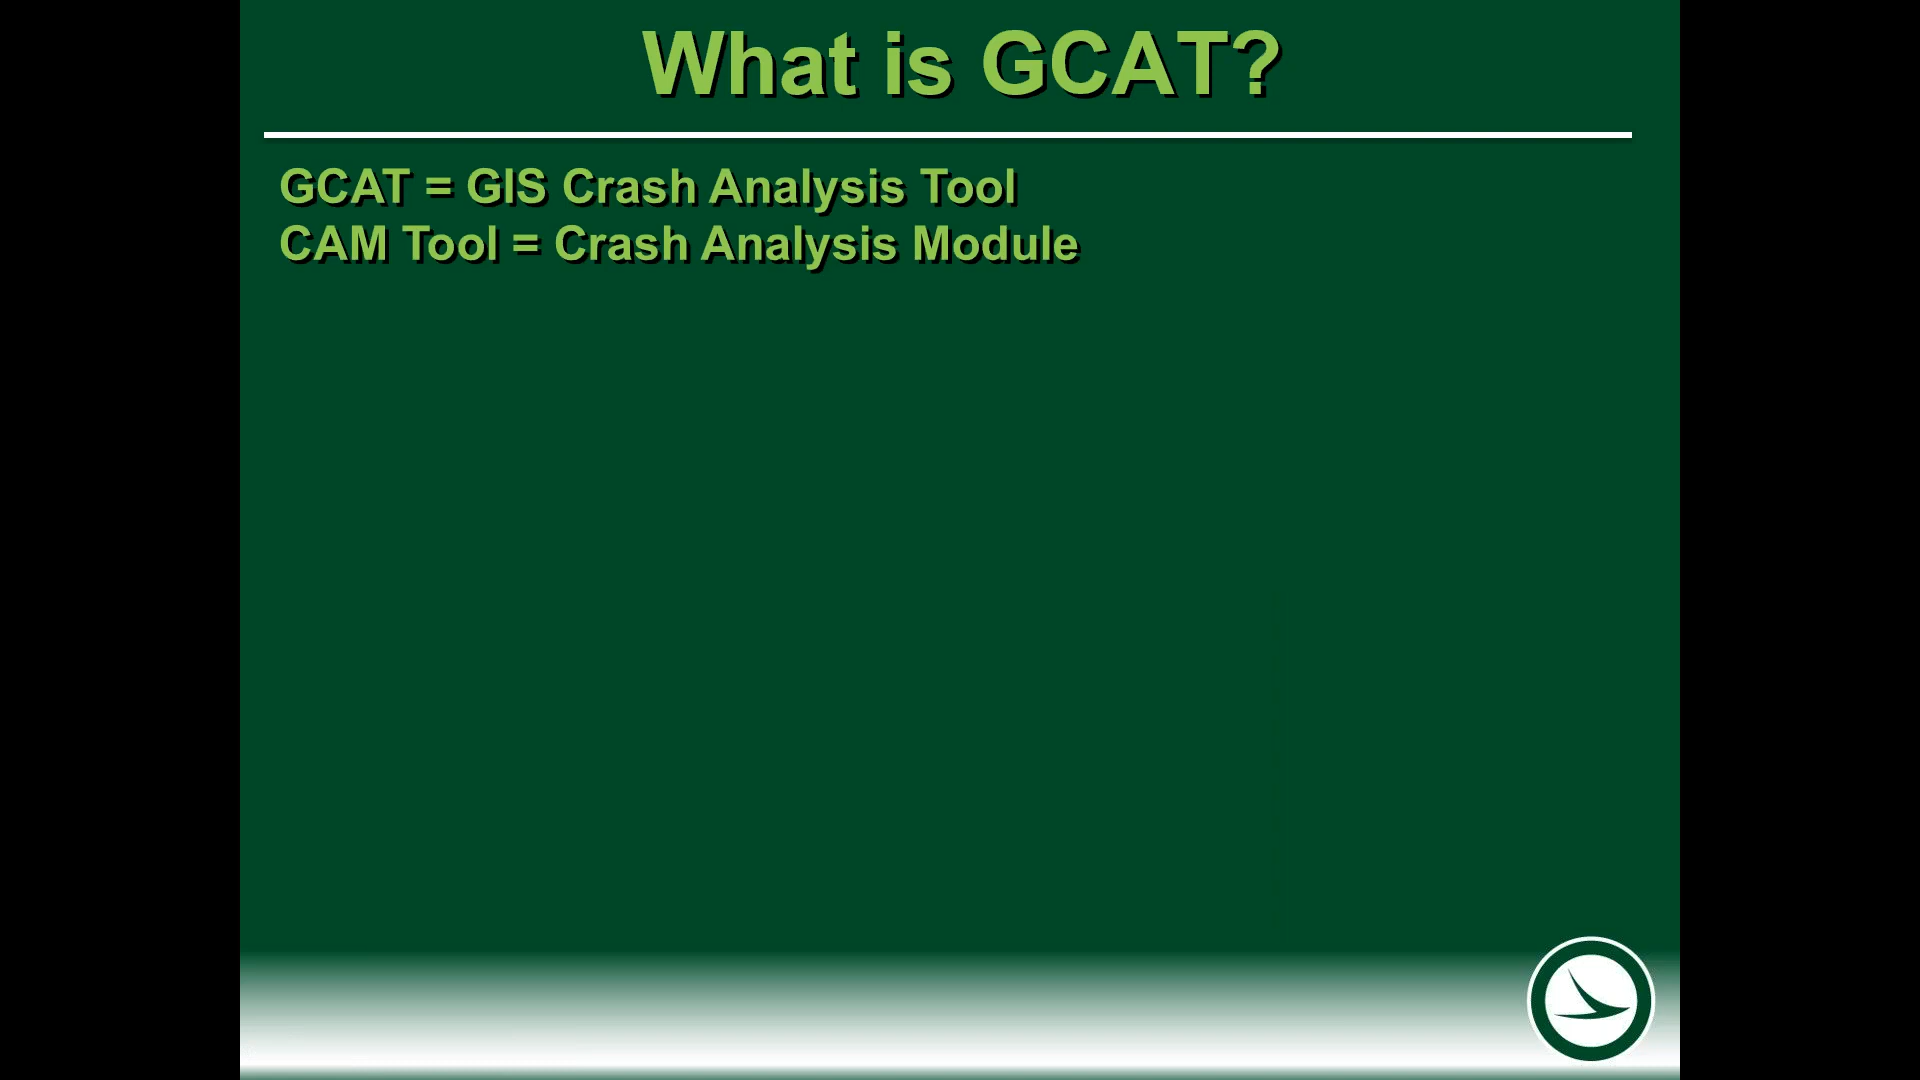 What is GCAT?
GCAT = GIS Crash Analysis Tool
CAM Tool = Crash Analysis Module